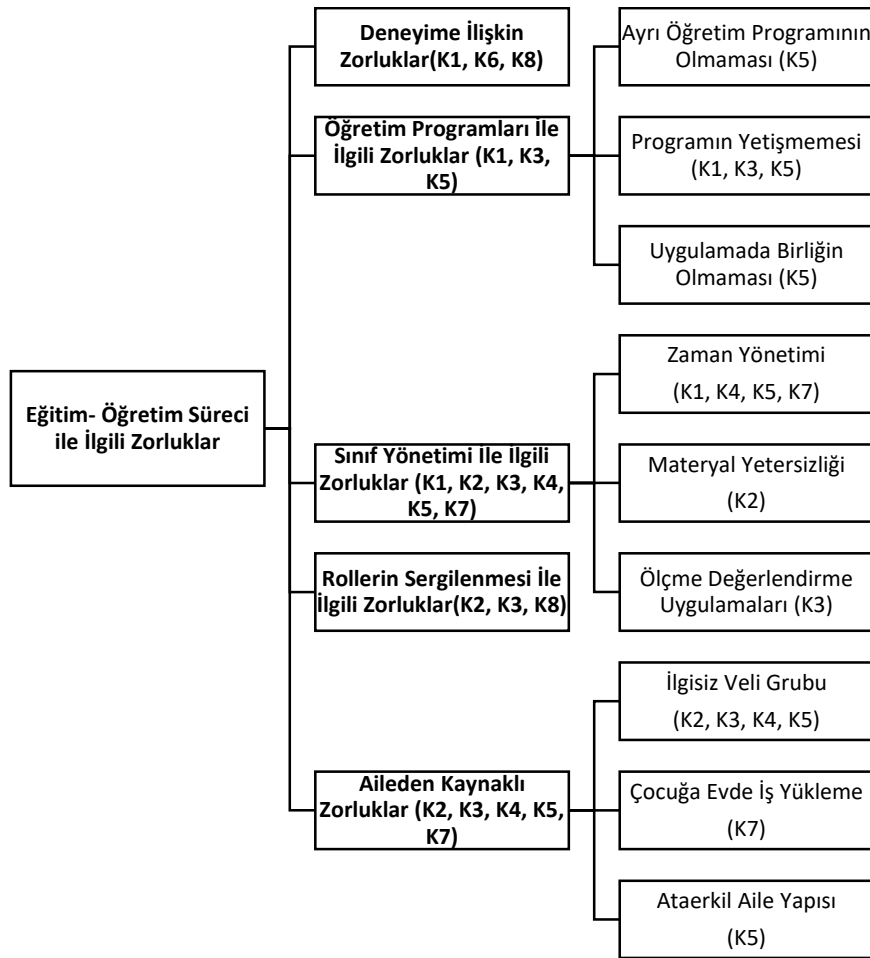 Deneyime İlişkin
Zorluklar(K1, K6, K8)
Ayrı Öğretim Programının
Olmaması (K5)
Öğretim Programları İle
İlgili Zorluklar (K1, K3,
K5)
Programın Yetişmemesi
(K1, K3, K5)
Uygulamada Birliğin
Olmaması (K5)
Eğitim- Öğretim Süreci
ile İlgili Zorluklar
Zaman Yönetimi
(K1, K4, K5, K7)
Sınıf Yönetimi İle İlgili
Zorluklar (K1, K2, K3, K4,
K5, K7)
Materyal Yetersizliği
(K2)
Rollerin Sergilenmesi İle
İlgili Zorluklar(K2, K3, K8)
Ölçme Değerlendirme
Uygulamaları (K3)
İlgisiz Veli Grubu
(K2, K3, K4, K5)
Aileden Kaynaklı
Zorluklar (K2, K3, K4, K5,
K7)
Çocuğa Evde İş Yükleme
(K7)
Ataerkil Aile Yapısı
(K5)